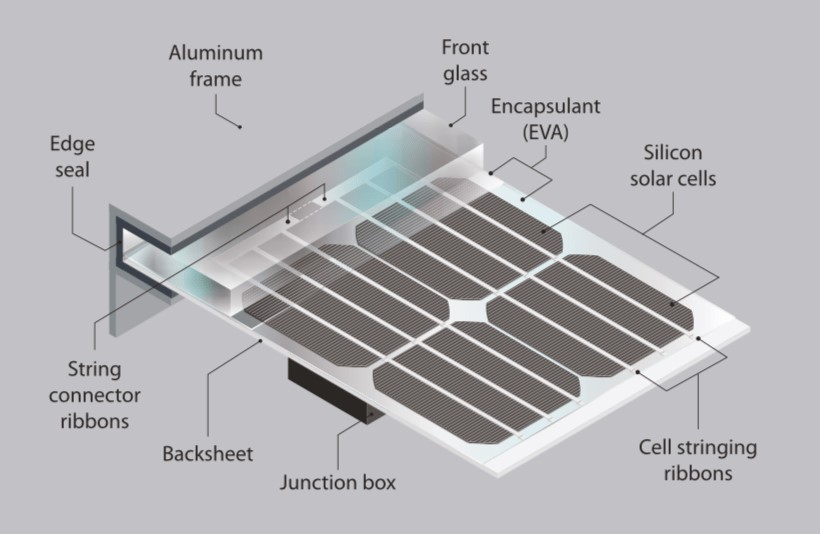 Aluminum
frame
Front
glass
Encapsulant
(EVA)
Edge
seal
Silicon
solar cells
String
connector
ribbons
Backsheet
Junction box
Cell stringing
ribbons